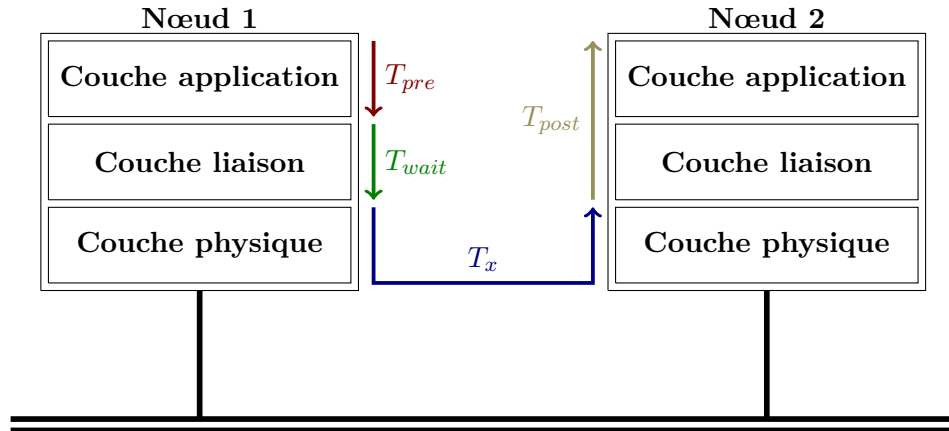 Nœud 1
Nœud 2
Couche application
T_pre
Couche application
T_post
Couche liaison
T_wait
Couche liaison
Couche physique
T_x
Couche physique